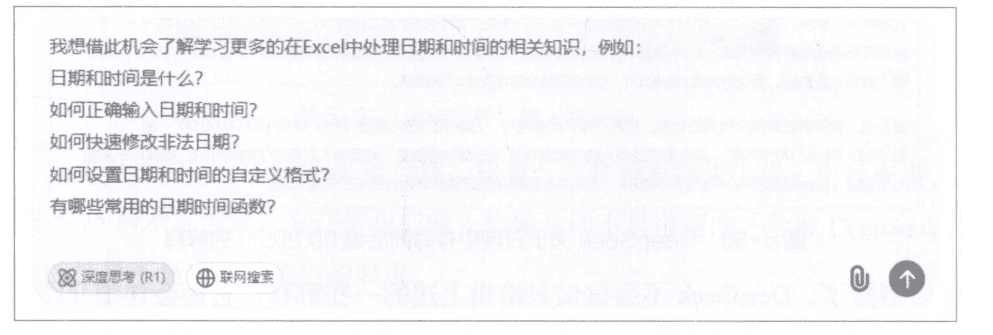 我想借此机会了解学习更多的在Excel中处理日期和时间的相关知识，例如：
日期和时间是什么？
如何正确输入日期和时间？
如何快速修改非法日期？
如何设置日期和时间的自定义格式？
有哪些常用的日期时间函数？
深度思考 (R1)
联网搜索